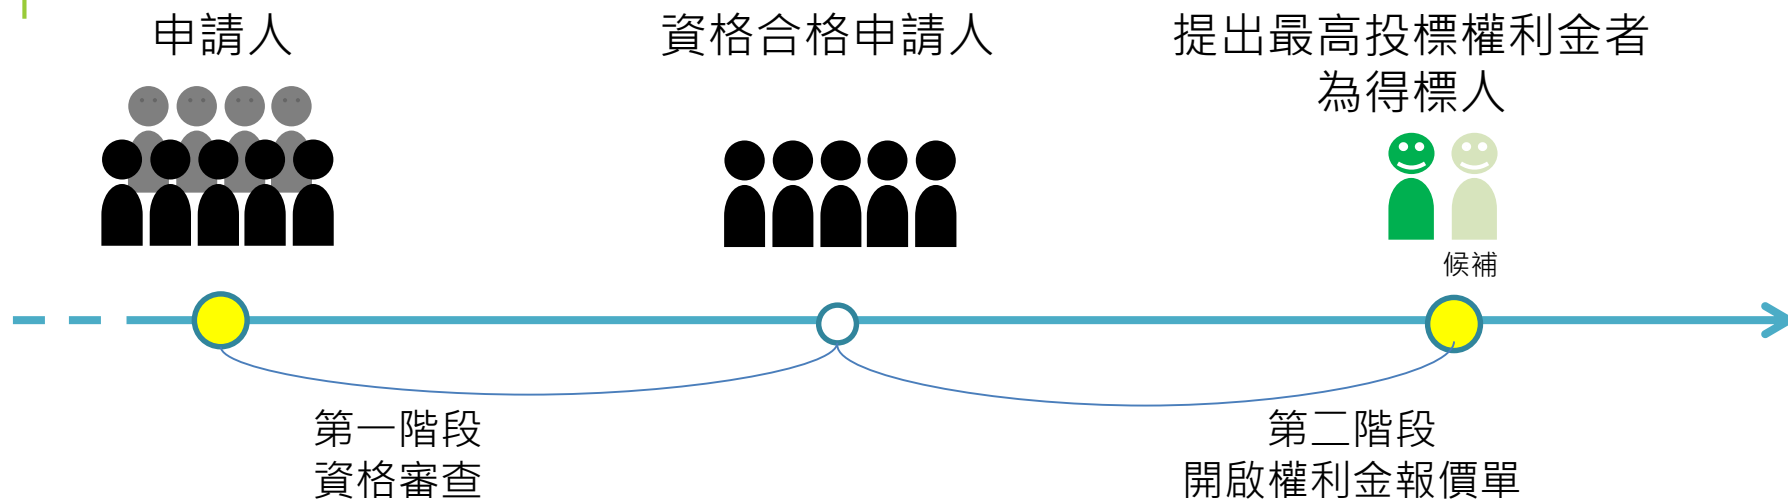 申請人
資格合格申請人
提出最高投標權利金者
為得標人
候補
第一階段
資格審查
第二階段
開啟權利金報價單